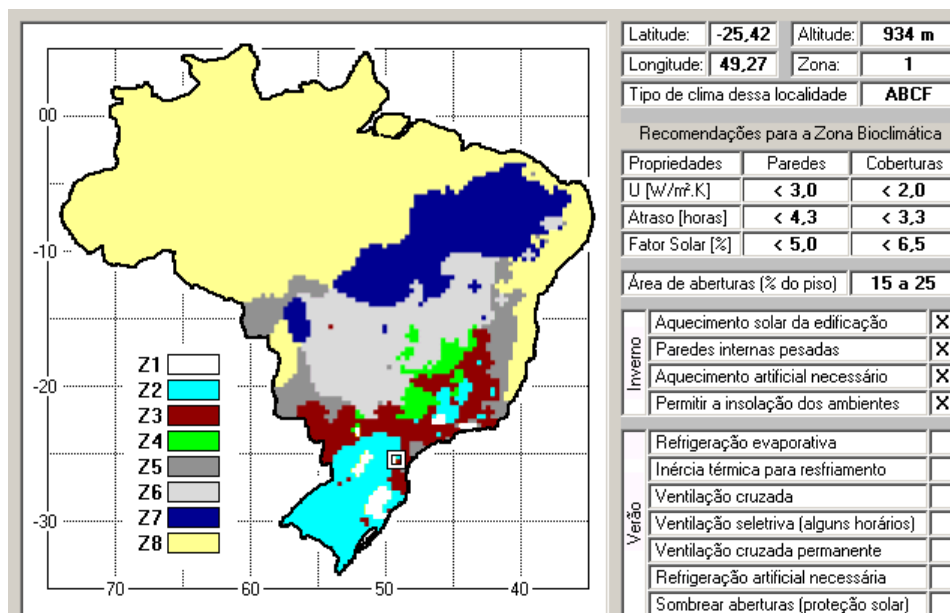 Latitude: -25,42 Altitude: 934 m
Longitude: 49,27 Zona: 1
Tipo de clima dessa localidade ABCF
Recomendações para a Zona Bioclimática
Propriedades Paredes Coberturas
U [W/m².K] < 3,0 < 2,0
Atraso [horas] < 4,3 < 3,3
Fator Solar [%] < 5,0 < 6,5
Área de aberturas (% do piso) 15 a 25
Inverno
Aquecimento solar da edificação X
Paredes internas pesadas X
Aquecimento artificial necessário X
Permitir a insolação dos ambientes X
Verão
Refrigeração evaporativa
Inércia térmica para resfriamento
Ventilação cruzada
Ventilação seletiva (alguns horários)
Ventilação cruzada permanente
Refrigeração artificial necessária
Sombrear aberturas (proteção solar)
00
-10
-20
-30
Z1
Z2
Z3
Z4
Z5
Z6
Z7
Z8
70 60 50 40